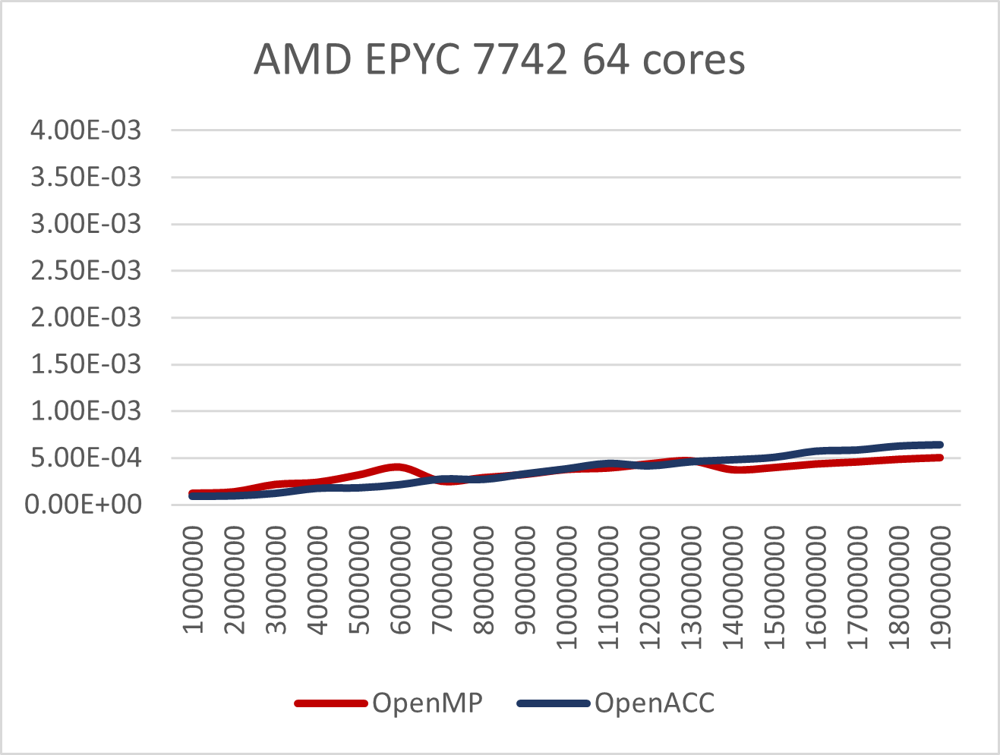 AMD EPYC 7742 64 cores
4.00E-03
3.50E-03
3.00E-03
2.50E-03
2.00E-03
1.50E-03
1.00E-03
5.00E-04
0.00E+00
1000000
2000000
3000000
4000000
5000000
6000000
7000000
8000000
9000000
10000000
11000000
12000000
13000000
14000000
15000000
16000000
17000000
18000000
19000000
OpenMP
OpenACC